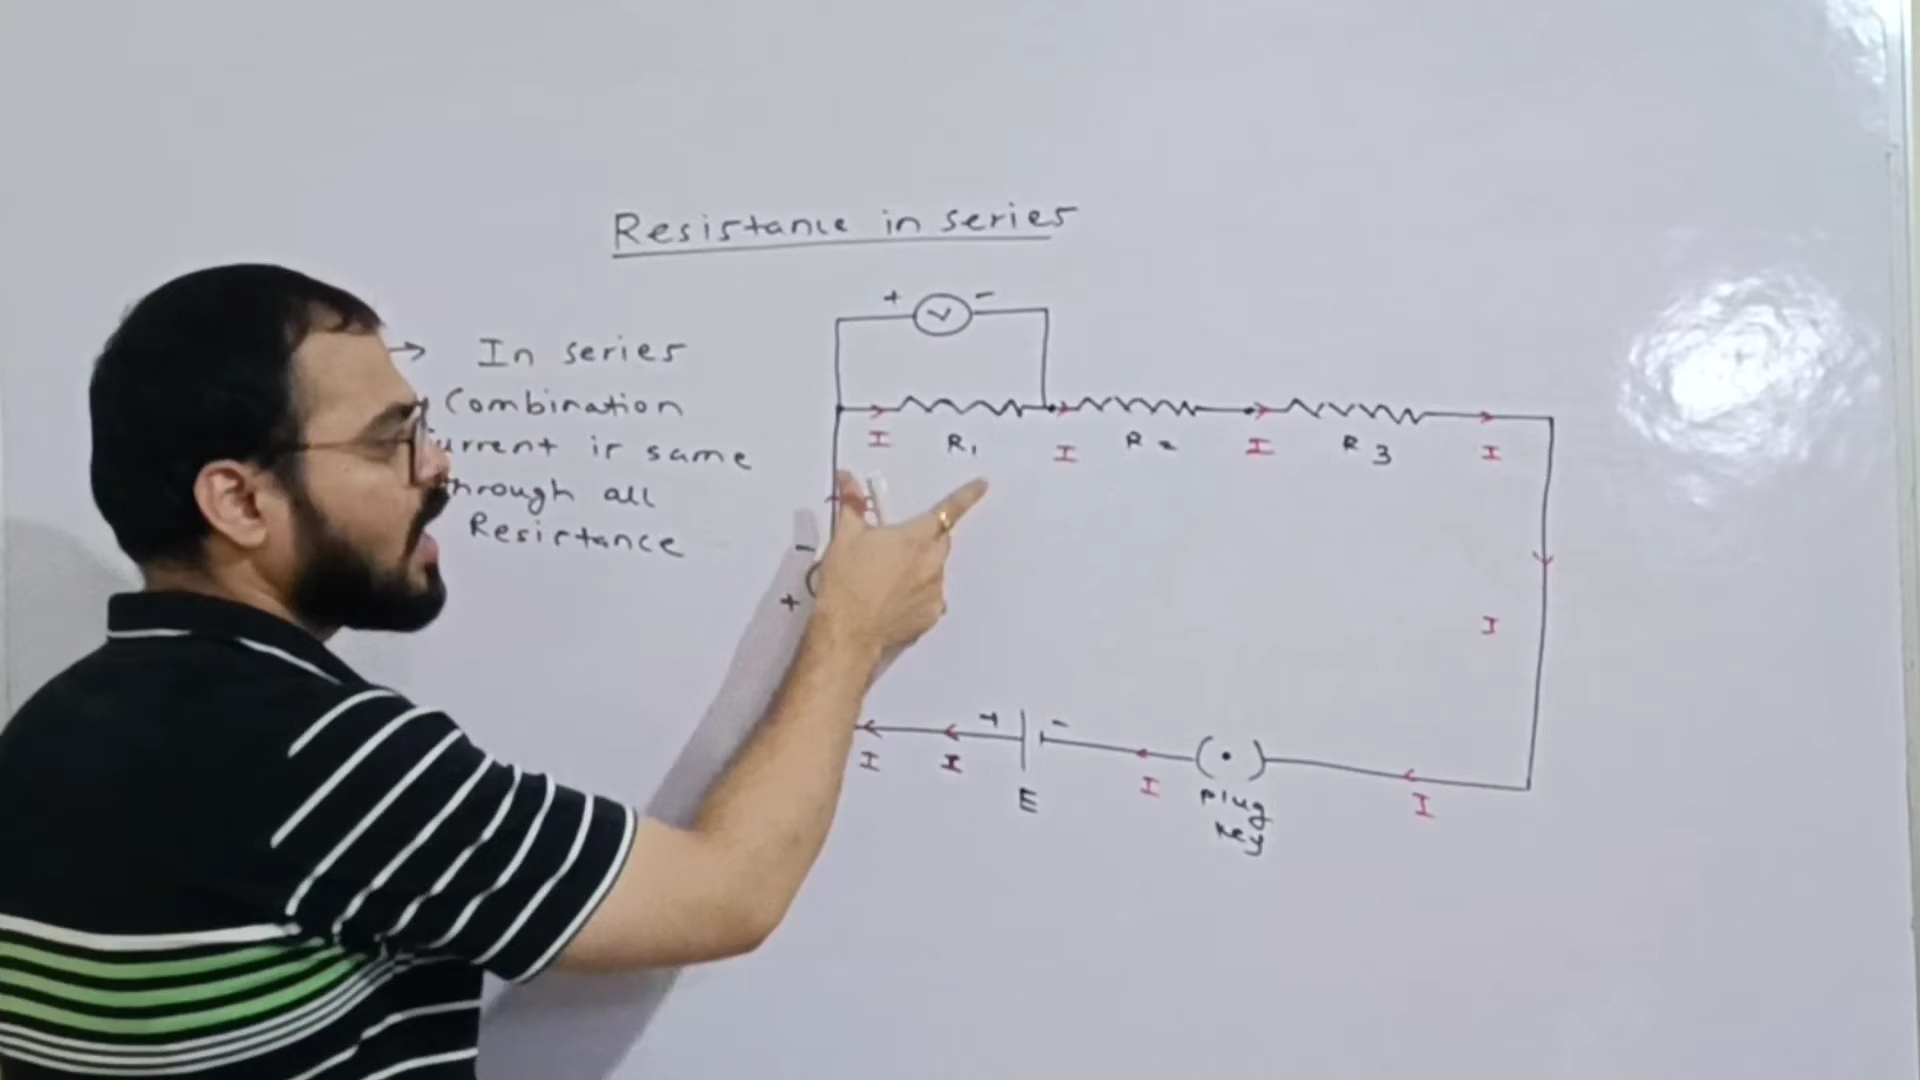 Resistance in series
→ In series
Combination
urrent is same
hrough all
Resistance
+ V -
I R1 I R2 I R3 I
-
+
I
+ -
I I E I plug key I